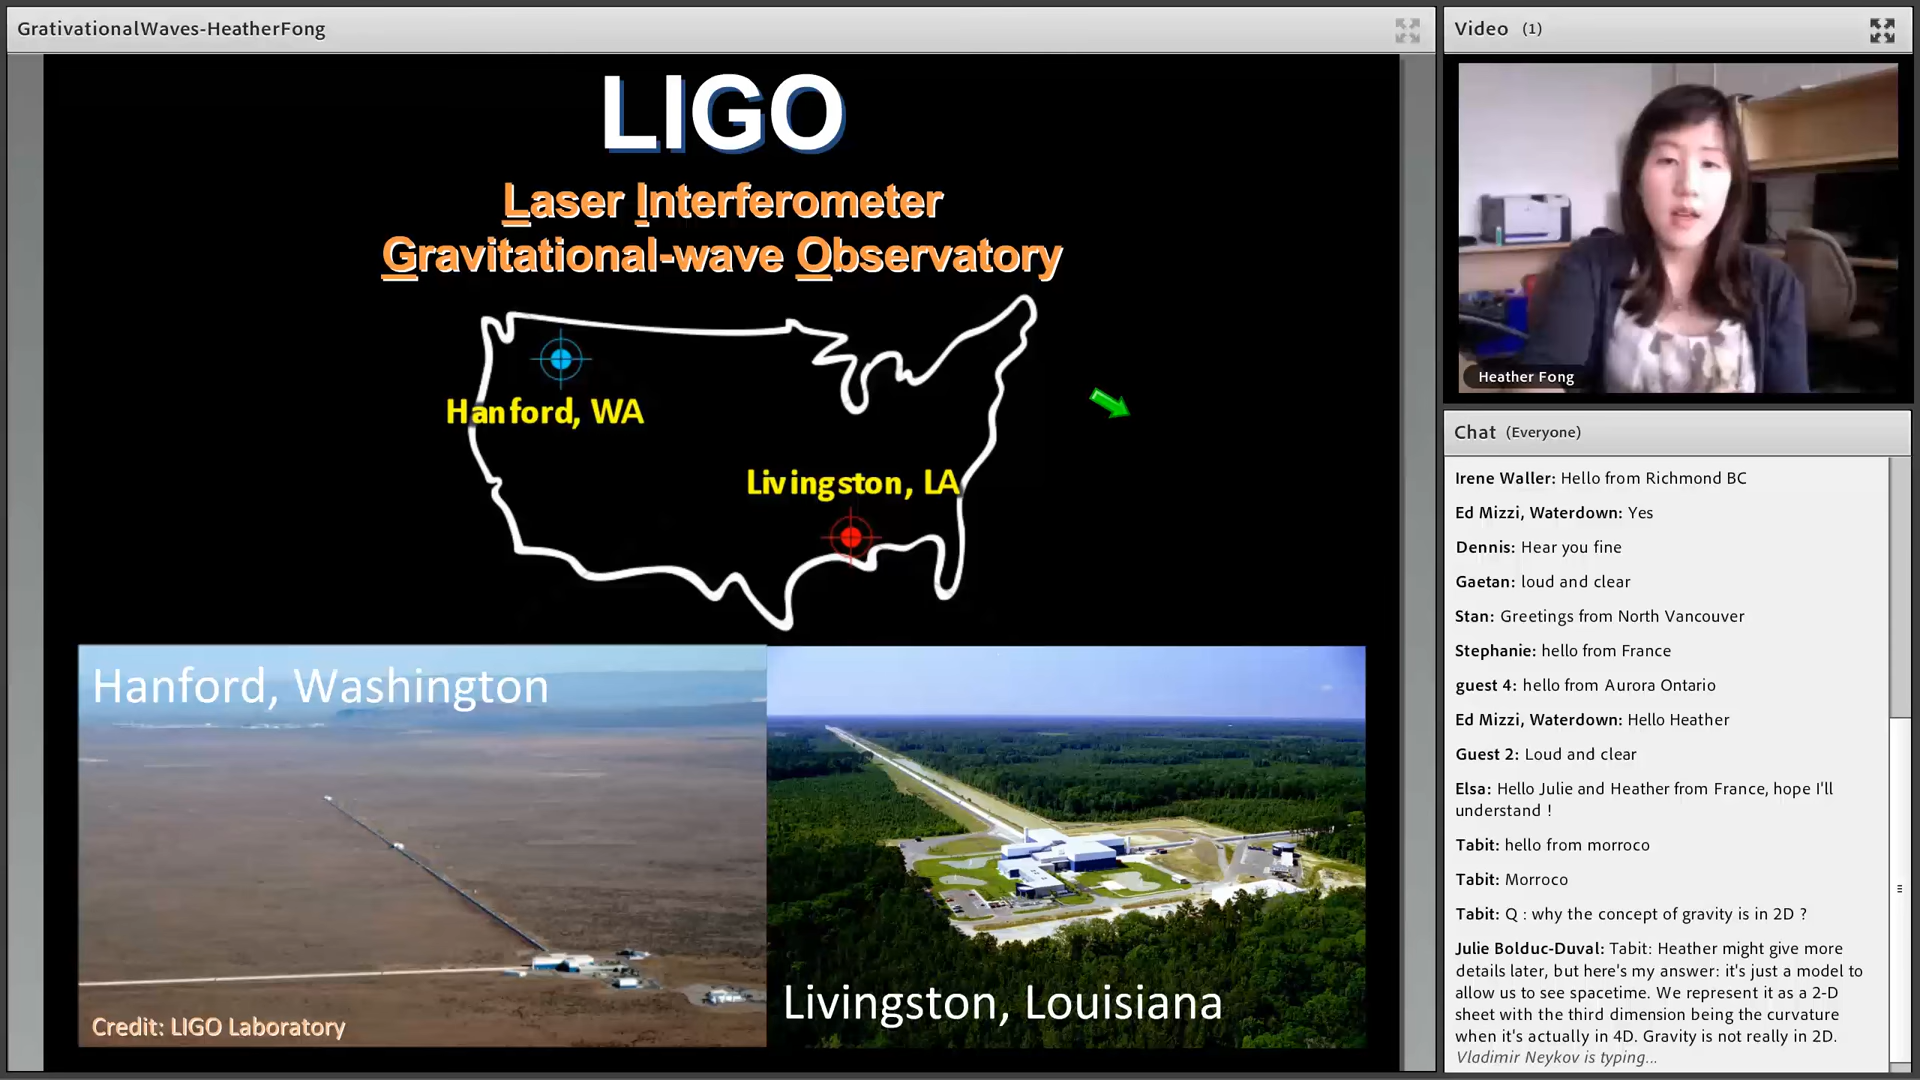 GrativationalWaves-HeatherFong
LIGO
Laser Interferometer
Gravitational-wave Observatory
Hanford, WA
Livingston, LA
Hanford, Washington
Credit: LIGO Laboratory
Livingston, Louisiana
Video (1)
Heather Fong
Chat (Everyone)
Irene Waller: Hello from Richmond BC
Ed Mizzi, Waterdown: Yes
Dennis: Hear you fine
Gaetan: loud and clear
Stan: Greetings from North Vancouver
Stephanie: hello from France
guest 4: hello from Aurora Ontario
Ed Mizzi, Waterdown: Hello Heather
Guest 2: Loud and clear
Elsa: Hello Julie and Heather from France, hope I'll
understand !
Tabit: hello from morroco
Tabit: Morroco
Tabit: Q : why the concept of gravity is in 2D ?
Julie Bolduc-Duval: Tabit: Heather might give more
details later, but here's my answer: it's just a model to
allow us to see spacetime. We represent it as a 2-D
sheet with the third dimension being the curvature
when it's actually in 4D. Gravity is not really in 2D.
Vladimir Neykov is typing...